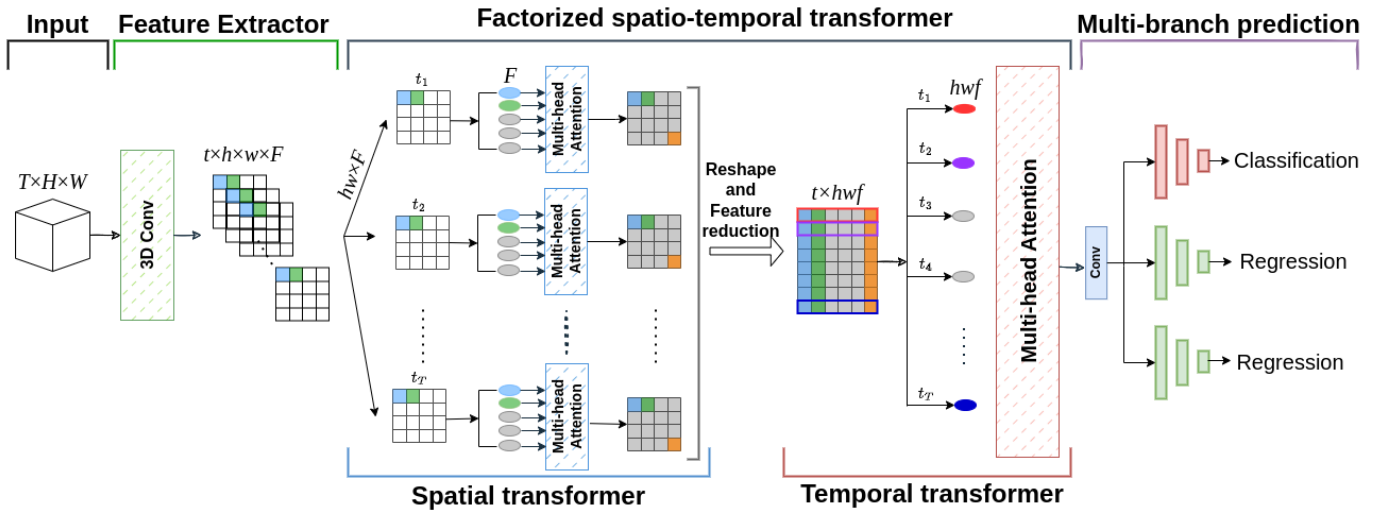 Input
Feature Extractor
Factorized spatio-temporal transformer
Multi-branch prediction
T×H×W
3D Conv
t×h×w×F
hw×F
t1
F
Multi-head
Attention
t2
Multi-head
Attention
tT
Multi-head
Attention
Spatial transformer
Reshape
and
Feature
reduction
t×hwf
hwf
t1
t2
t3
t4
tT
Multi-head Attention
Temporal transformer
Conv
Classification
Regression
Regression